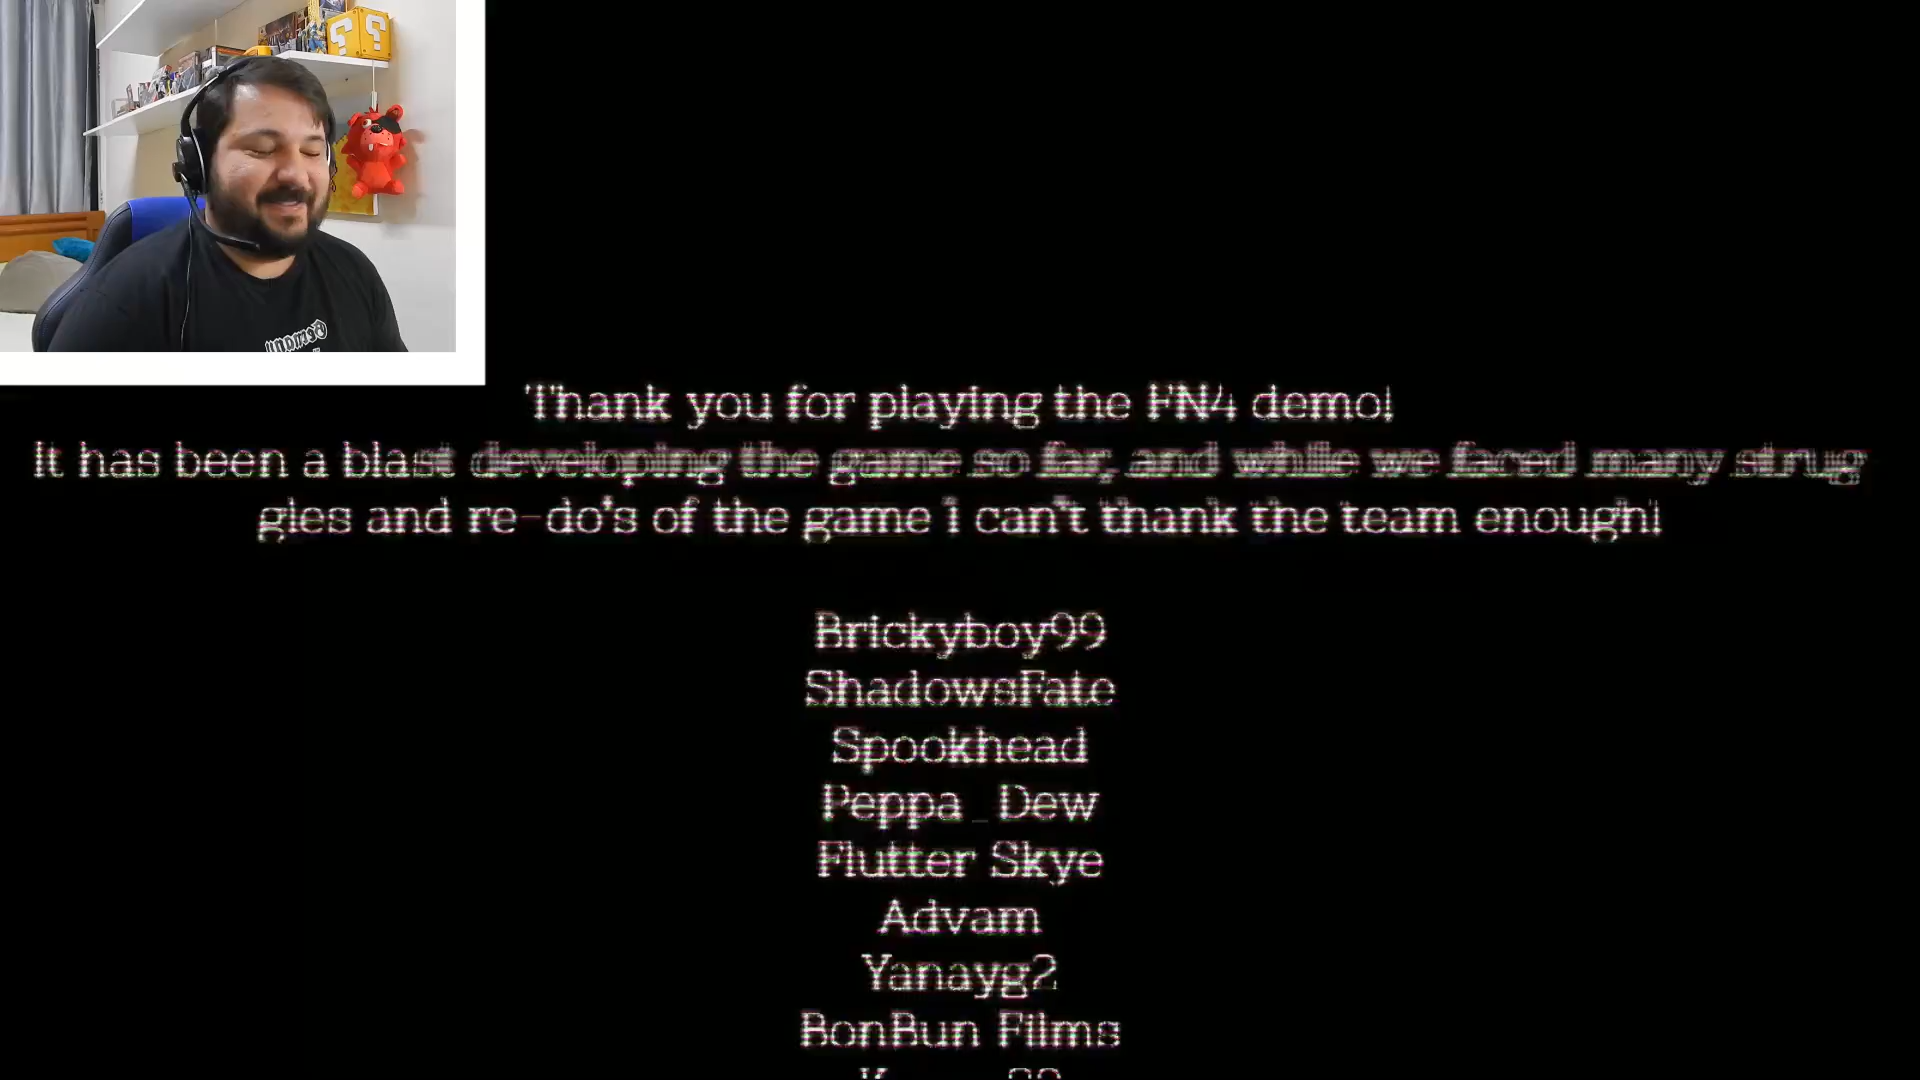 Thank you for playing the FN4 demo!
It has been a blast developing the game so far, and while we faced many strug
gles and re-do's of the game i can't thank the team enough!
Brickyboy99
ShadowsFate
Spookhead
Peppa_Dew
Flutter Skye
Advam
Yanayg2
BonBun Films